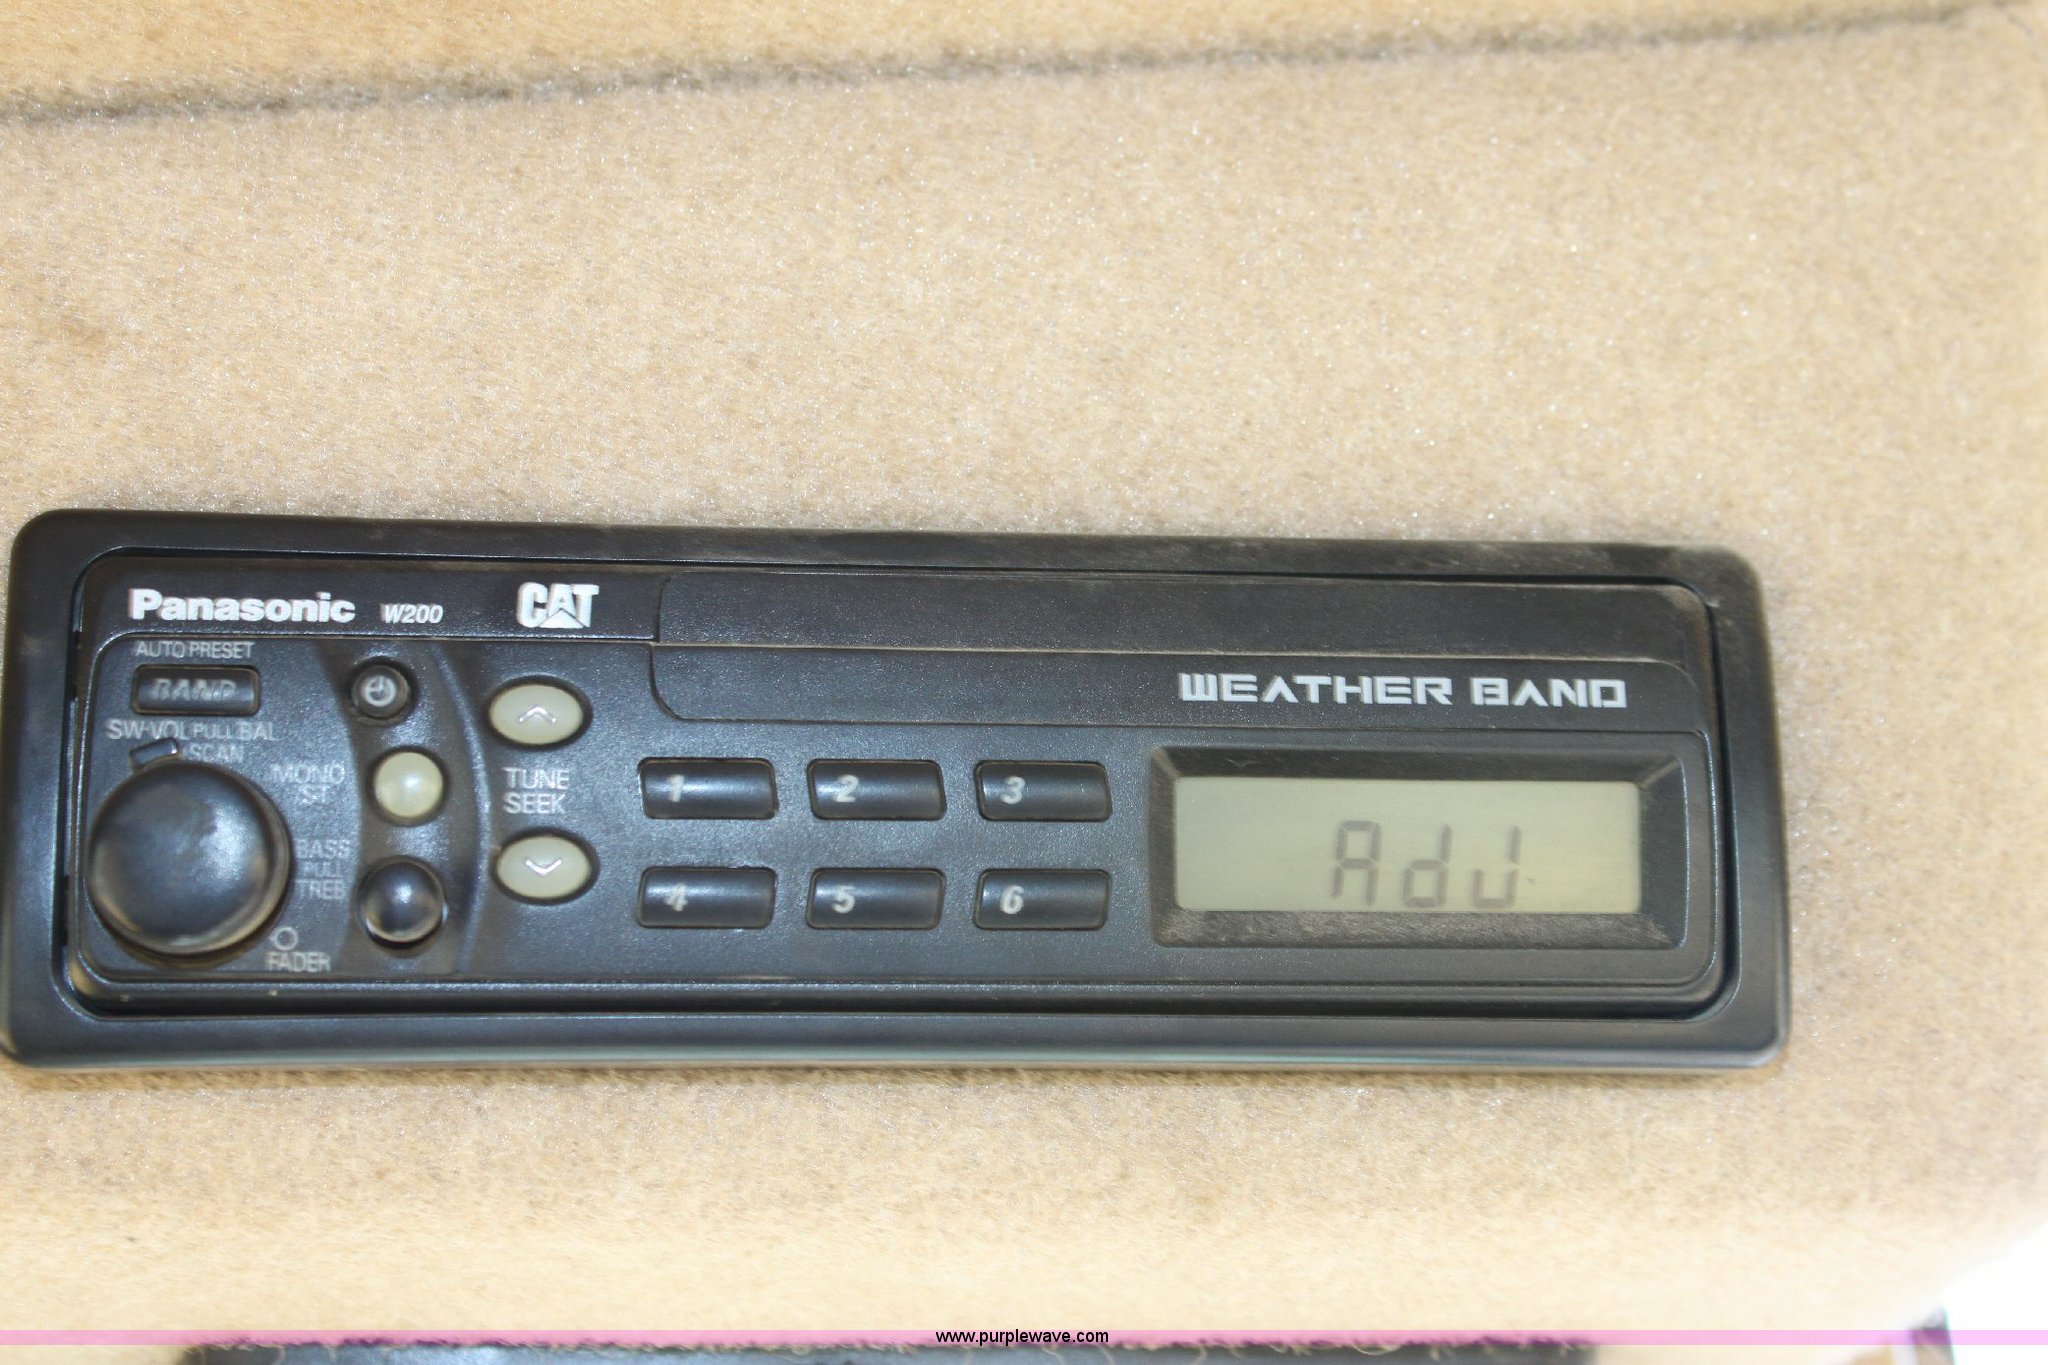 Panasonic W200 CAT
AUTO PRESET
BAND
WEATHER BAND
SW-VOL PULL BAL
SCAN
MONO
ST
TUNE
SEEK
1 2 3
BASS
PULL
TREB
4 5 6
AdJ
FADER
www.purplewave.com